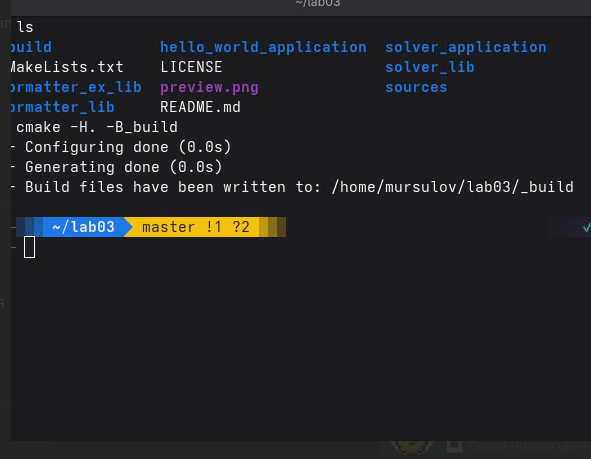 ~/lab03
ls
build hello_world_application solver_application
MakeLists.txt LICENSE solver_lib
ormatter_ex_lib preview.png sources
ormatter_lib README.md
cmake -H. -B_build
- Configuring done (0.0s)
- Generating done (0.0s)
- Build files have been written to: /home/mursulov/lab03/_build
~/lab03 master !1 ?2 ✓